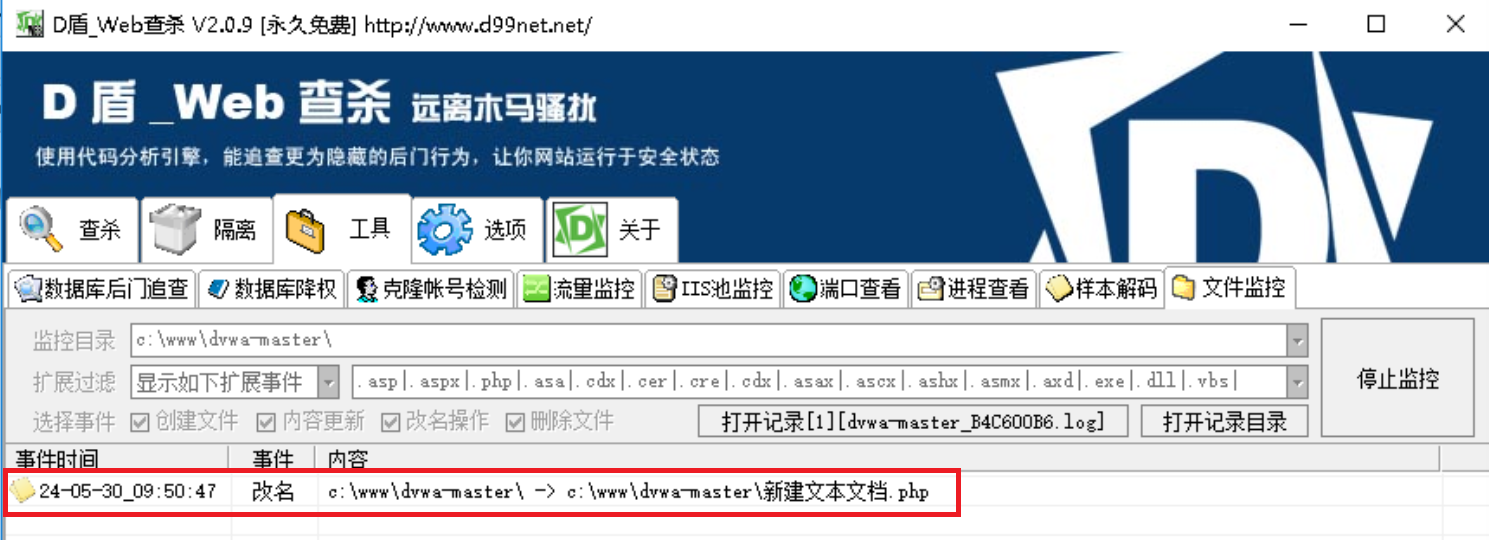 D盾_Web查杀 V2.0.9 [永久免费] http://www.d99net.net/
D 盾 _Web 查杀 远离木马骚扰
使用代码分析引擎，能追查更为隐藏的后门行为，让你网站运行于安全状态
查杀 隔离 工具 选项 关于
数据库后门追查 数据库降权 克隆帐号检测 流量监控 IIS池监控 端口查看 进程查看 样本解码 文件监控
监控目录 c:\www\dvwa-master\
扩展过滤 显示如下扩展事件 .asp|.aspx|.php|.asa|.cdx|.cer|.cre|.cdx|.asax|.ascx|.ashx|.asmx|.axd|.exe|.dll|.vbs|
停止监控
选择事件 创建文件 内容更新 改名操作 删除文件 打开记录[1][dvwa-master_B4C600B6.log] 打开记录目录
事件时间 事件 内容
24-05-30_09:50:47 改名 c:\www\dvwa-master\ -> c:\www\dvwa-master\新建文本文档.php